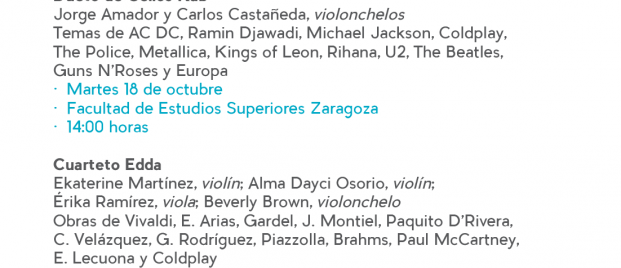 Jorge Amador y Carlos Castañeda, violonchelos
Temas de AC DC, Ramin Djawadi, Michael Jackson, Coldplay,
The Police, Metallica, Kings of Leon, Rihana, U2, The Beatles,
Guns N'Roses y Europa
· Martes 18 de octubre
· Facultad de Estudios Superiores Zaragoza
· 14:00 horas
Cuarteto Edda
Ekaterine Martínez, violín; Alma Dayci Osorio, violín;
Érika Ramírez, viola; Beverly Brown, violonchelo
Obras de Vivaldi, E. Arias, Gardel, J. Montiel, Paquito D'Rivera,
C. Velázquez, G. Rodríguez, Piazzolla, Brahms, Paul McCartney,
E. Lecuona y Coldplay